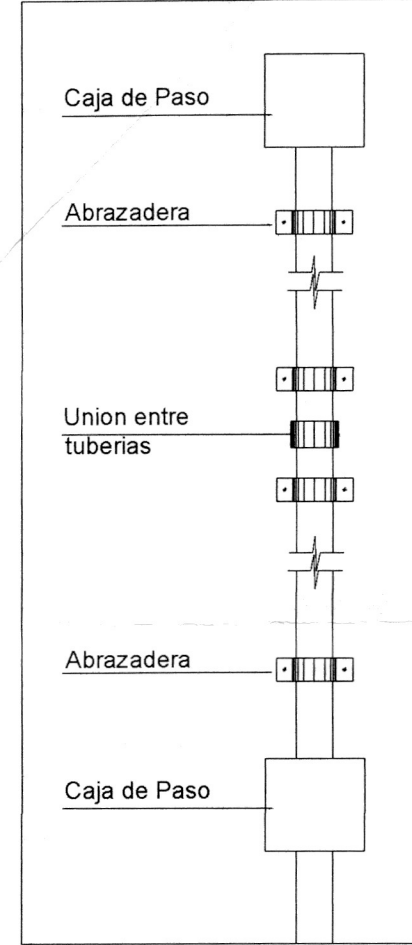 Caja de Paso
Abrazadera
Union entre
tuberias
Abrazadera
Caja de Paso